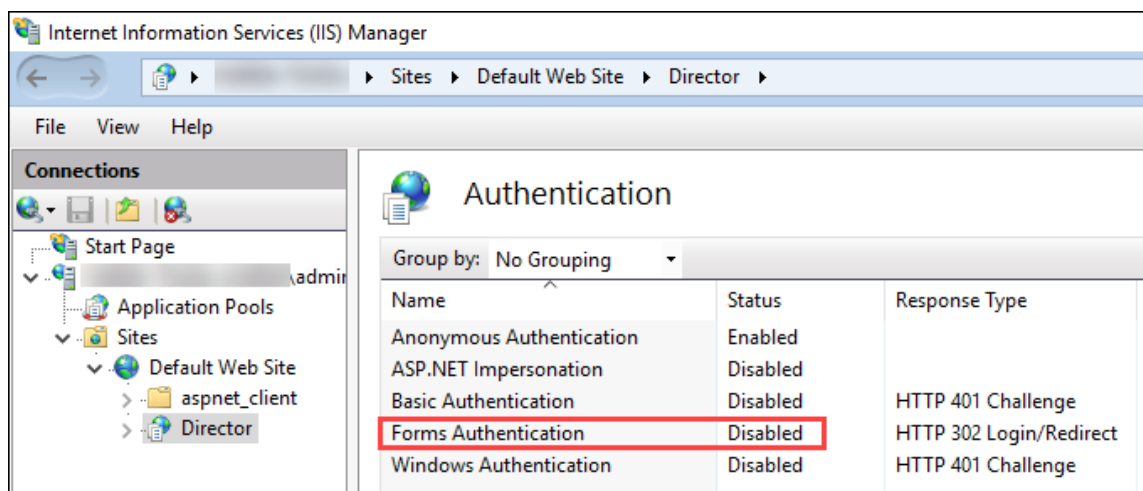 Internet Information Services (IIS) Manager
Sites Default Web Site Director
File View Help
Connections
Authentication
Start Page
Group by: No Grouping
\admin
Name Status Response Type
Application Pools
Sites
Anonymous Authentication Enabled
Default Web Site
ASP.NET Impersonation Disabled
aspnet_client
Basic Authentication Disabled HTTP 401 Challenge
Director
Forms Authentication Disabled HTTP 302 Login/Redirect
Windows Authentication Disabled HTTP 401 Challenge